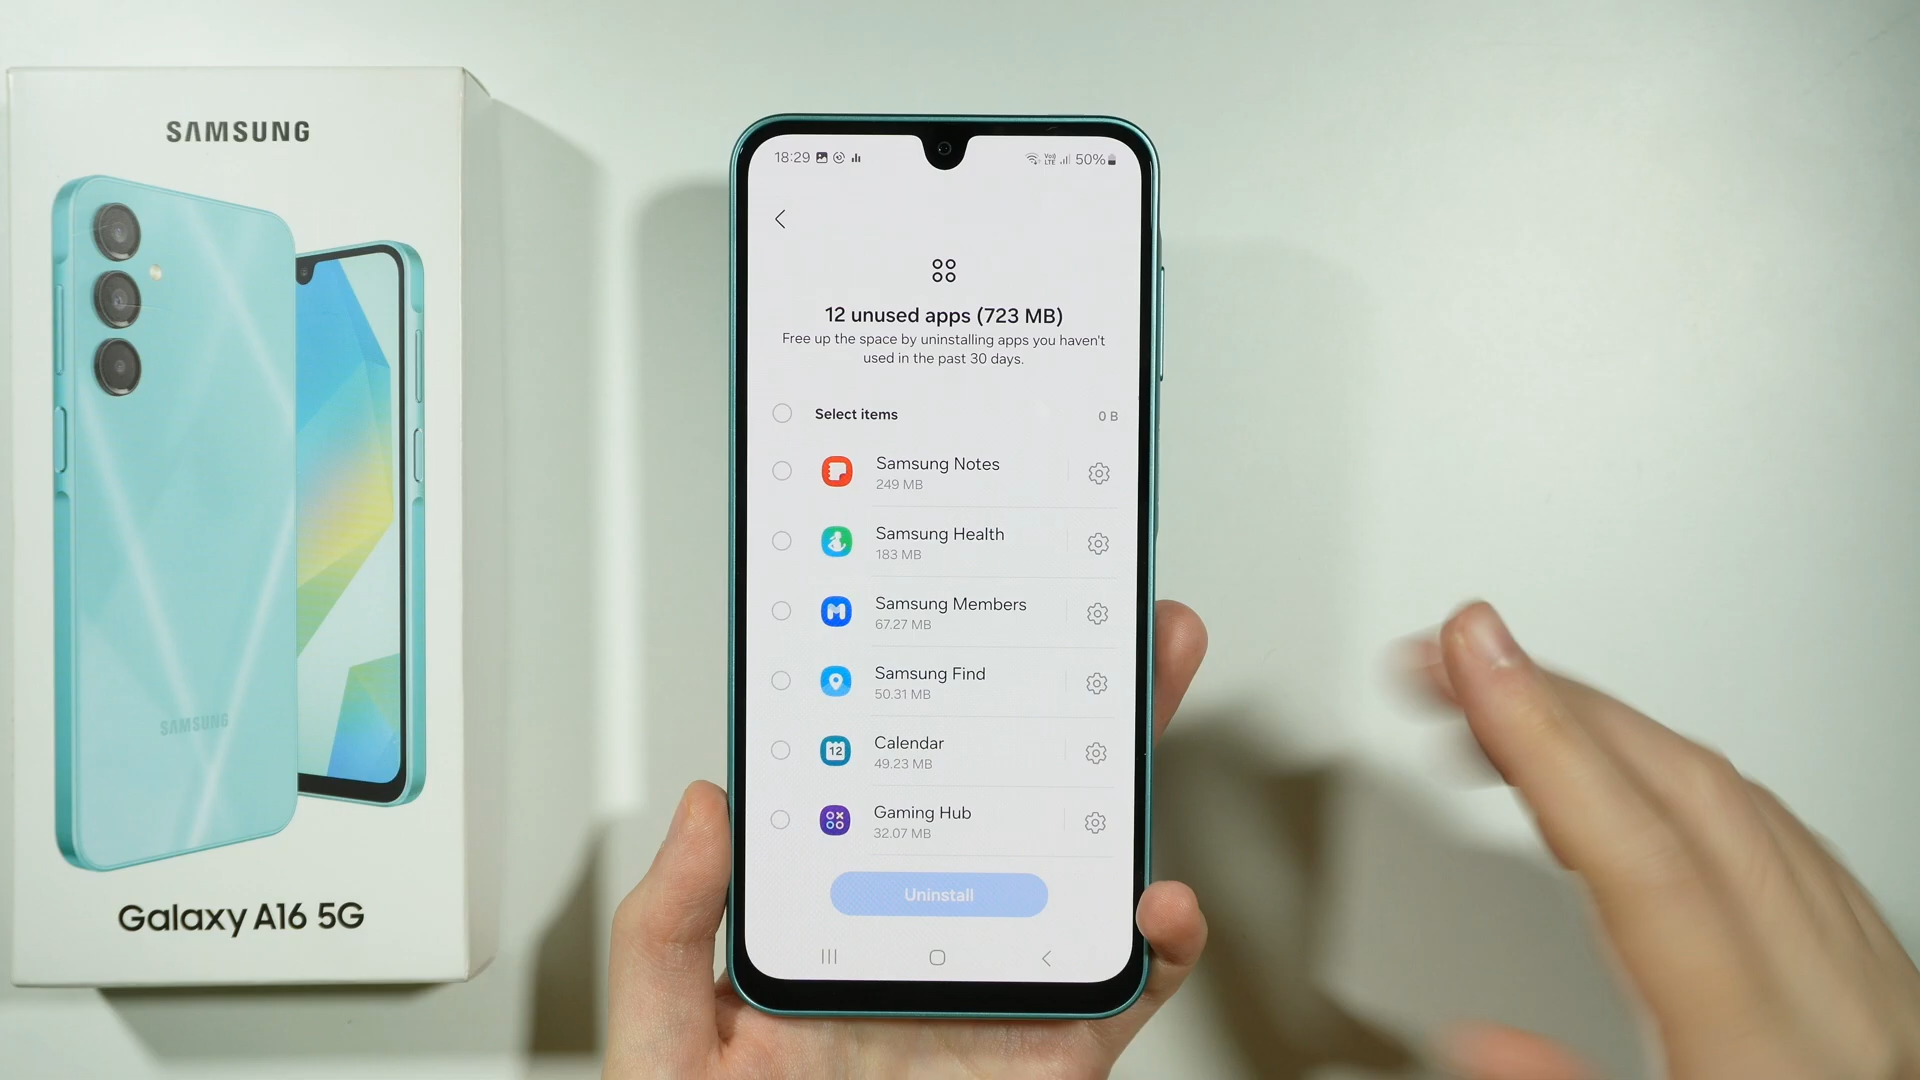 SAMSUNG
SAMSUNG
Galaxy A16 5G
18:29
Vo) LTE 50%
12 unused apps (723 MB)
Free up the space by uninstalling apps you haven't
used in the past 30 days.
Select items 0 B
Samsung Notes
249 MB
Samsung Health
183 MB
Samsung Members
67.27 MB
Samsung Find
50.31 MB
12
Calendar
49.23 MB
Gaming Hub
32.07 MB
Uninstall